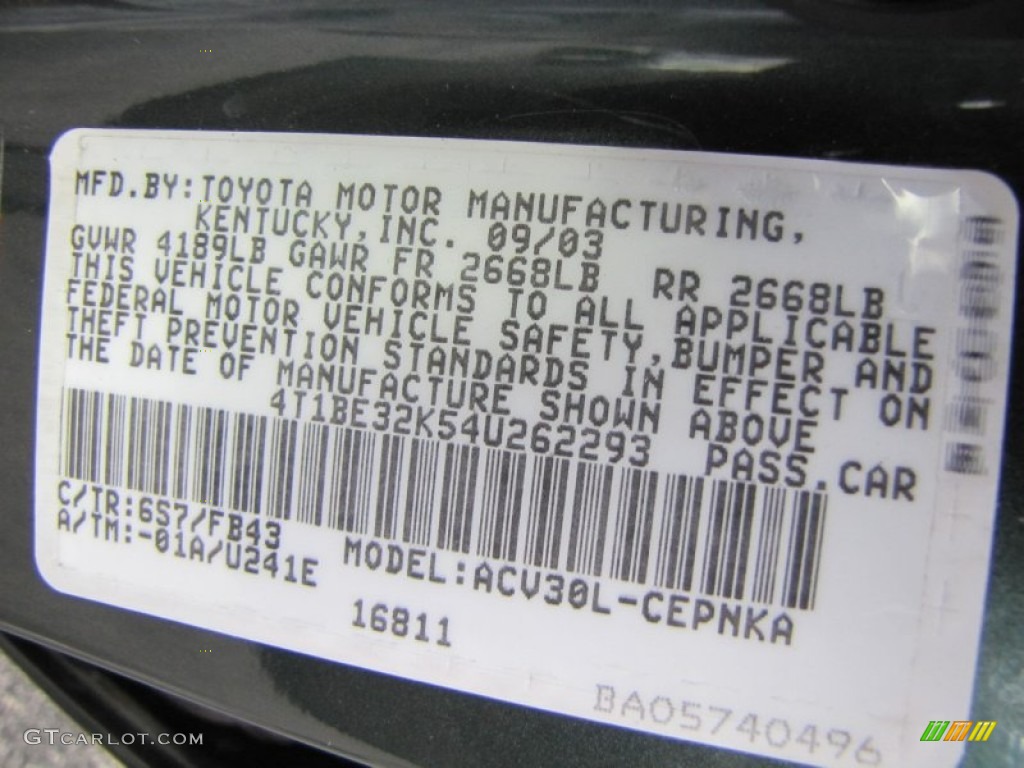 MFD.BY:TOYOTA MOTOR MANUFACTURING,
KENTUCKY,INC. 09/03
GVWR 4189LB GAWR FR 2668LB RR 2668LB
THIS VEHICLE CONFORMS TO ALL APPLICABLE
FEDERAL MOTOR VEHICLE SAFETY,BUMPER AND
THEFT PREVENTION STANDARDS IN EFFECT ON
THE DATE OF MANUFACTURE SHOWN ABOVE
4T1BE32K54U262293 PASS.CAR
C/TR:6S7/FB43
A/TM:-01A/U241E MODEL:ACV30L-CEPNKA
16811
BA05740496
GTCARLOT.COM